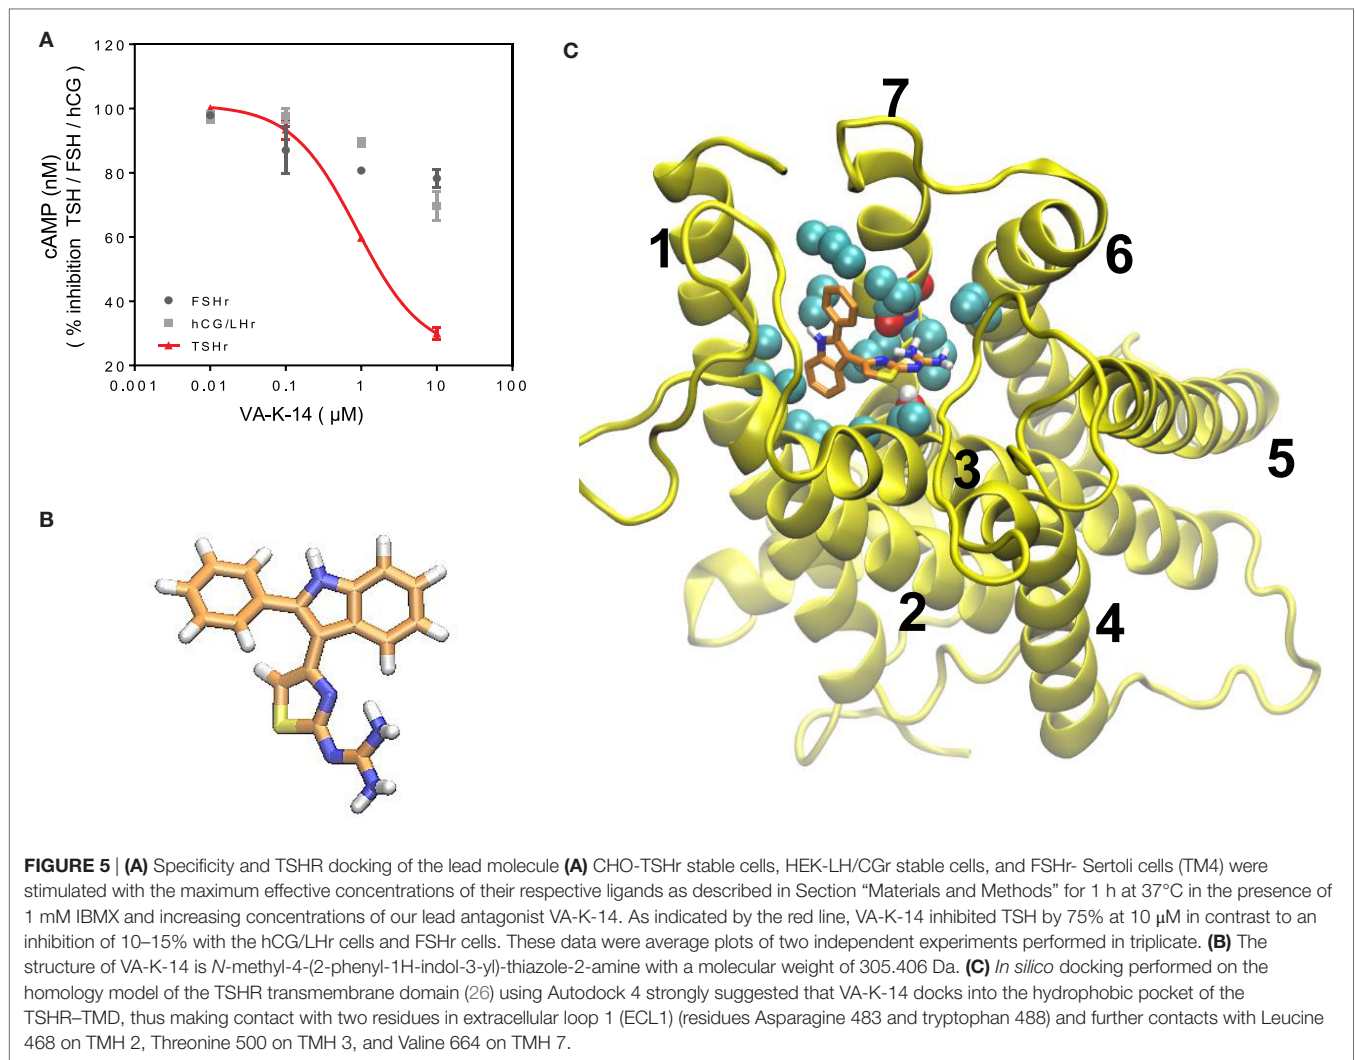 A
120
100
80
60
40
20
cAMP (nM)
( % inhibition TSH / FSH / hCG )
FSHr
hCG/LHr
TSHr
0.001 0.01 0.1 1 10 100
VA-K-14 ( µM)
B
C
7
1
6
5
3
2
4
FIGURE 5 | (A) Specificity and TSHR docking of the lead molecule (A) CHO-TSHr stable cells, HEK-LH/CGr stable cells, and FSHr- Sertoli cells (TM4) were
stimulated with the maximum effective concentrations of their respective ligands as described in Section “Materials and Methods” for 1 h at 37°C in the presence of
1 mM IBMX and increasing concentrations of our lead antagonist VA-K-14. As indicated by the red line, VA-K-14 inhibited TSH by 75% at 10 μM in contrast to an
inhibition of 10–15% with the hCG/LHr cells and FSHr cells. These data were average plots of two independent experiments performed in triplicate. (B) The
structure of VA-K-14 is N-methyl-4-(2-phenyl-1H-indol-3-yl)-thiazole-2-amine with a molecular weight of 305.406 Da. (C) In silico docking performed on the
homology model of the TSHR transmembrane domain (26) using Autodock 4 strongly suggested that VA-K-14 docks into the hydrophobic pocket of the
TSHR–TMD, thus making contact with two residues in extracellular loop 1 (ECL1) (residues Asparagine 483 and tryptophan 488) and further contacts with Leucine
468 on TMH 2, Threonine 500 on TMH 3, and Valine 664 on TMH 7.